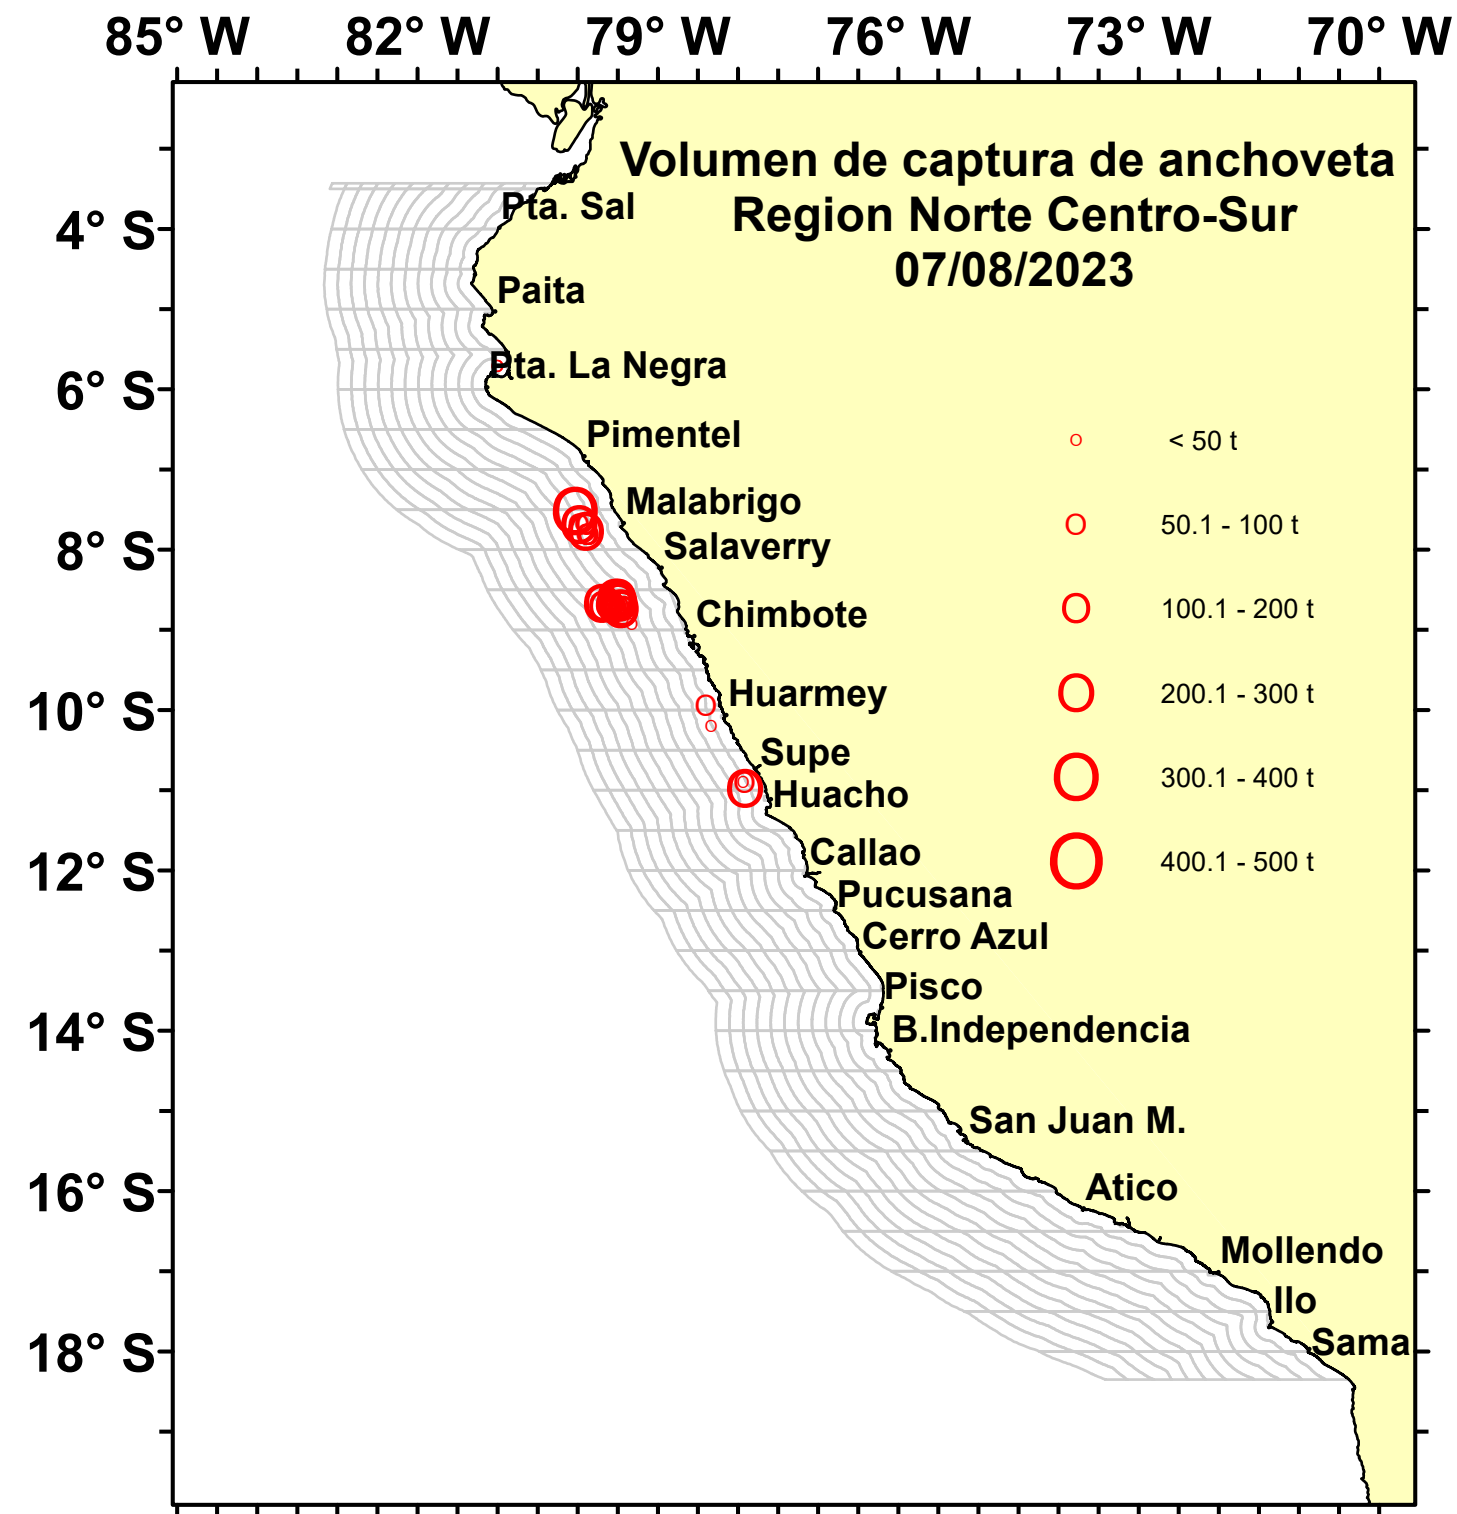 85° W 82° W 79° W 76° W 73° W 70° W
Volumen de captura de anchoveta
Region Norte Centro-Sur
07/08/2023
Pta. Sal
4° S
Paita
Pta. La Negra
6° S
Pimentel
< 50 t
Malabrigo
50.1 - 100 t
Salaverry
8° S
Chimbote
100.1 - 200 t
Huarmey
200.1 - 300 t
10° S
Supe
300.1 - 400 t
Huacho
Callao
400.1 - 500 t
12° S
Pucusana
Cerro Azul
Pisco
B.Independencia
14° S
San Juan M.
Atico
16° S
Mollendo
Ilo
Sama
18° S